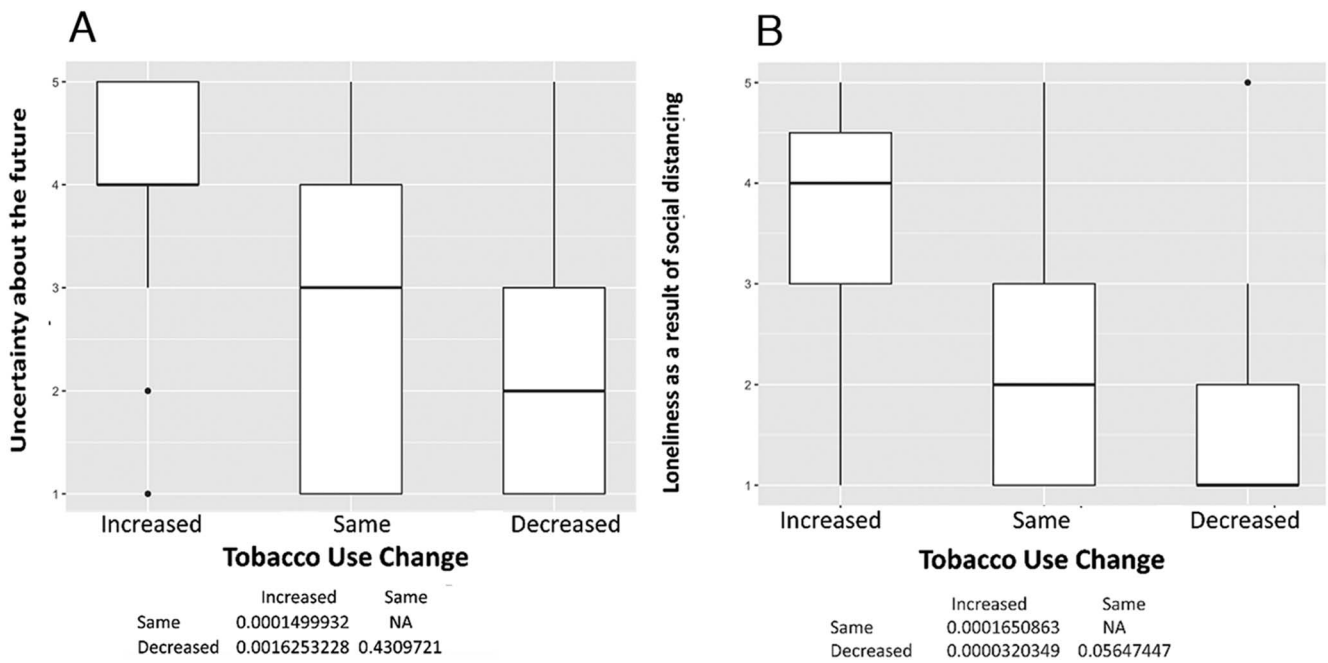 A
Uncertainty about the future
5
4
3
2
1
Increased Same Decreased
Tobacco Use Change
Increased Same
Same 0.0001499932 NA
Decreased 0.0016253228 0.4309721
B
Loneliness as a result of social distancing
5
4
3
2
1
Increased Same Decreased
Tobacco Use Change
Increased Same
Same 0.0001650863 NA
Decreased 0.0000320349 0.05647447